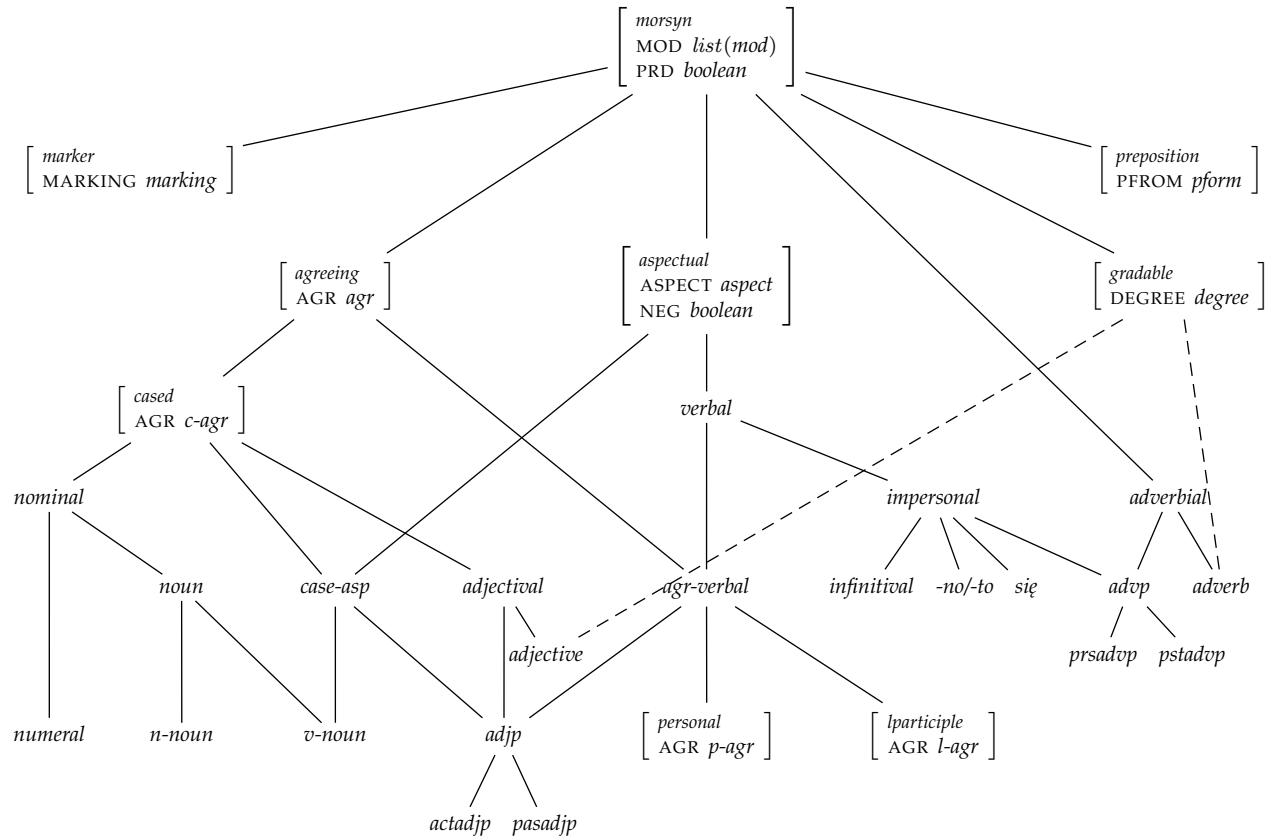 morsyn
MOD list(mod)
PRD boolean
marker
MARKING marking
preposition
PFROM pform
agreeing
AGR agr
aspectual
ASPECT aspect
NEG boolean
gradable
DEGREE degree
cased
AGR c-agr
verbal
nominal
impersonal
adverbial
noun
case-asp
adjectival
agr-verbal
infinitival
-no/-to
się
advp
adverb
adjective
prsadvp
pstadvp
numeral
n-noun
v-noun
adjp
personal
AGR p-agr
lparticiple
AGR l-agr
actadjp
pasadjp